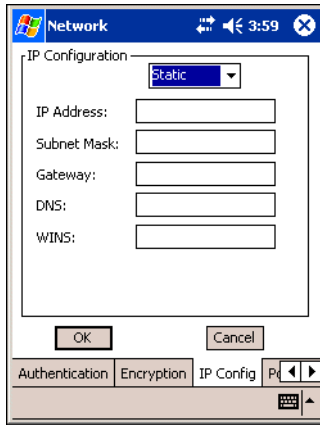 Network 3:59
IP Configuration
Static
IP Address:
Subnet Mask:
Gateway:
DNS:
WINS:
OK Cancel
Authentication Encryption IP Config